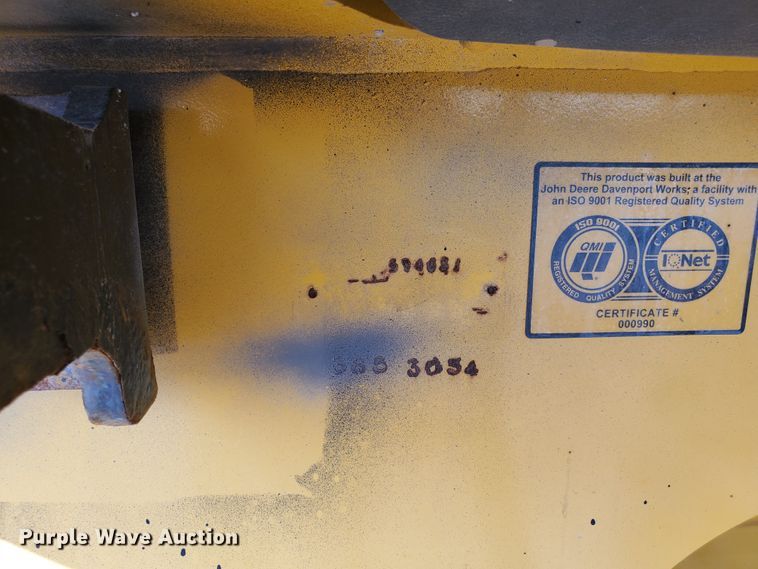 This product was built at the
John Deere Davenport Works, a facility with
an ISO 9001 Registered Quality System
ISO 9001
QMI
REGISTERED QUALITY SYSTEM
CERTIFIED
IQNet
MANAGEMENT SYSTEM
CERTIFICATE #
000990
3054
Purple Wave Auction